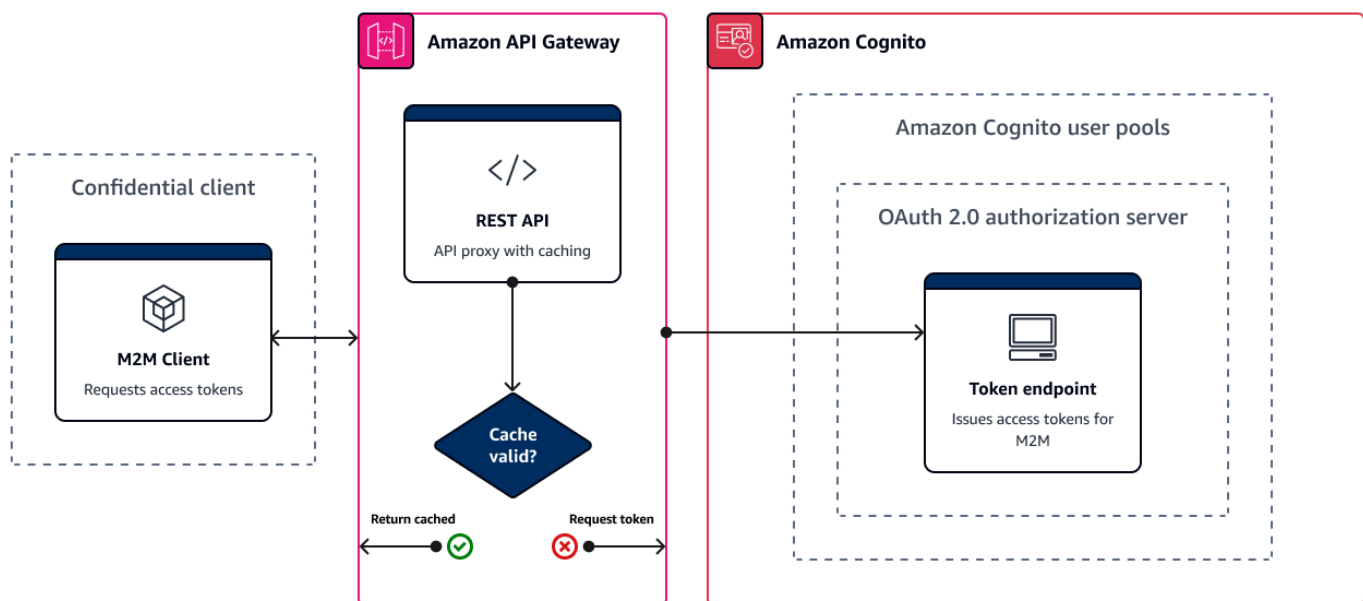 Amazon API Gateway
Amazon Cognito
Confidential client
M2M Client
Requests access tokens
</>
REST API
API proxy with caching
Cache
valid?
Return cached
Request token
Amazon Cognito user pools
OAuth 2.0 authorization server
Token endpoint
Issues access tokens for
M2M